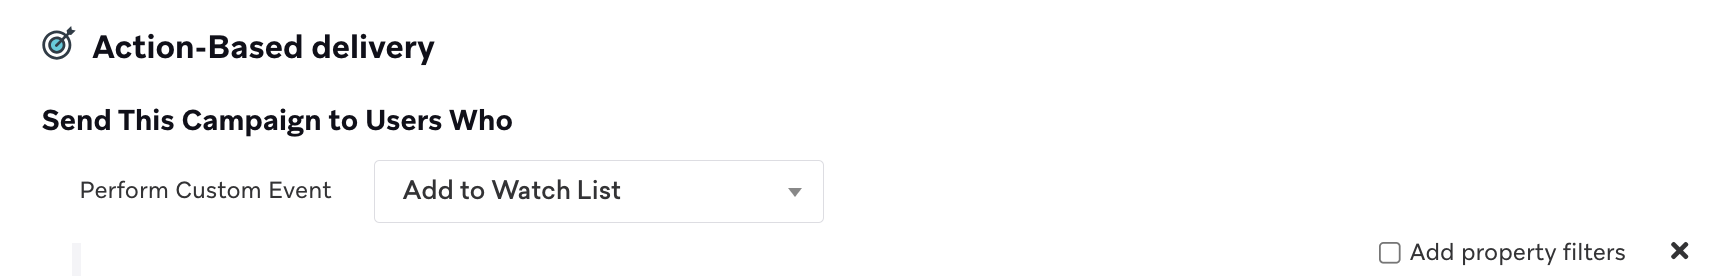 Action-Based delivery
Send This Campaign to Users Who
Perform Custom Event Add to Watch List
Add property filters